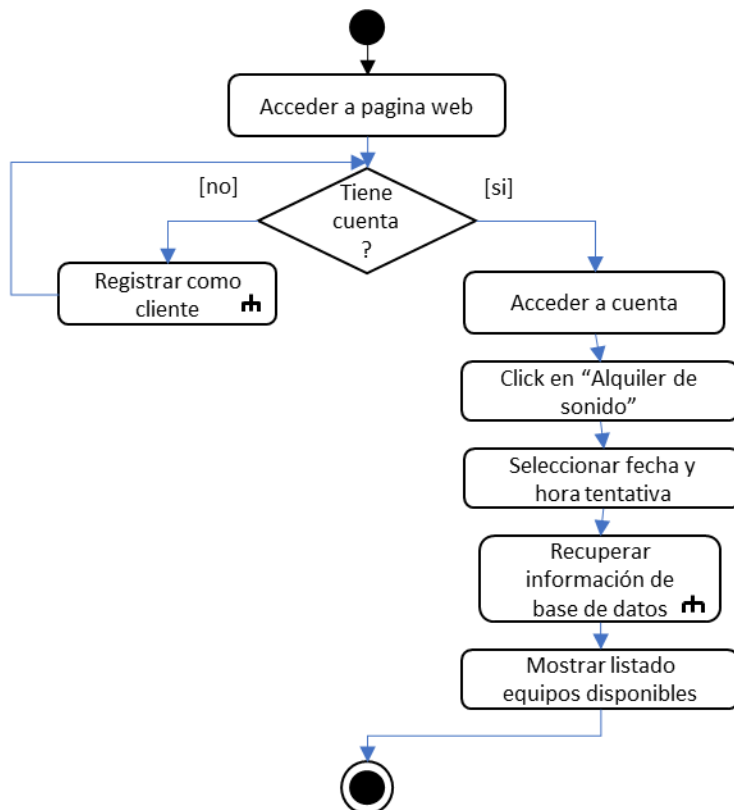 Acceder a pagina web
[no]
Tiene
cuenta
?
[si]
Registrar como
cliente
Acceder a cuenta
Click en “Alquiler de
sonido”
Seleccionar fecha y
hora tentativa
Recuperar
información de
base de datos
Mostrar listado
equipos disponibles